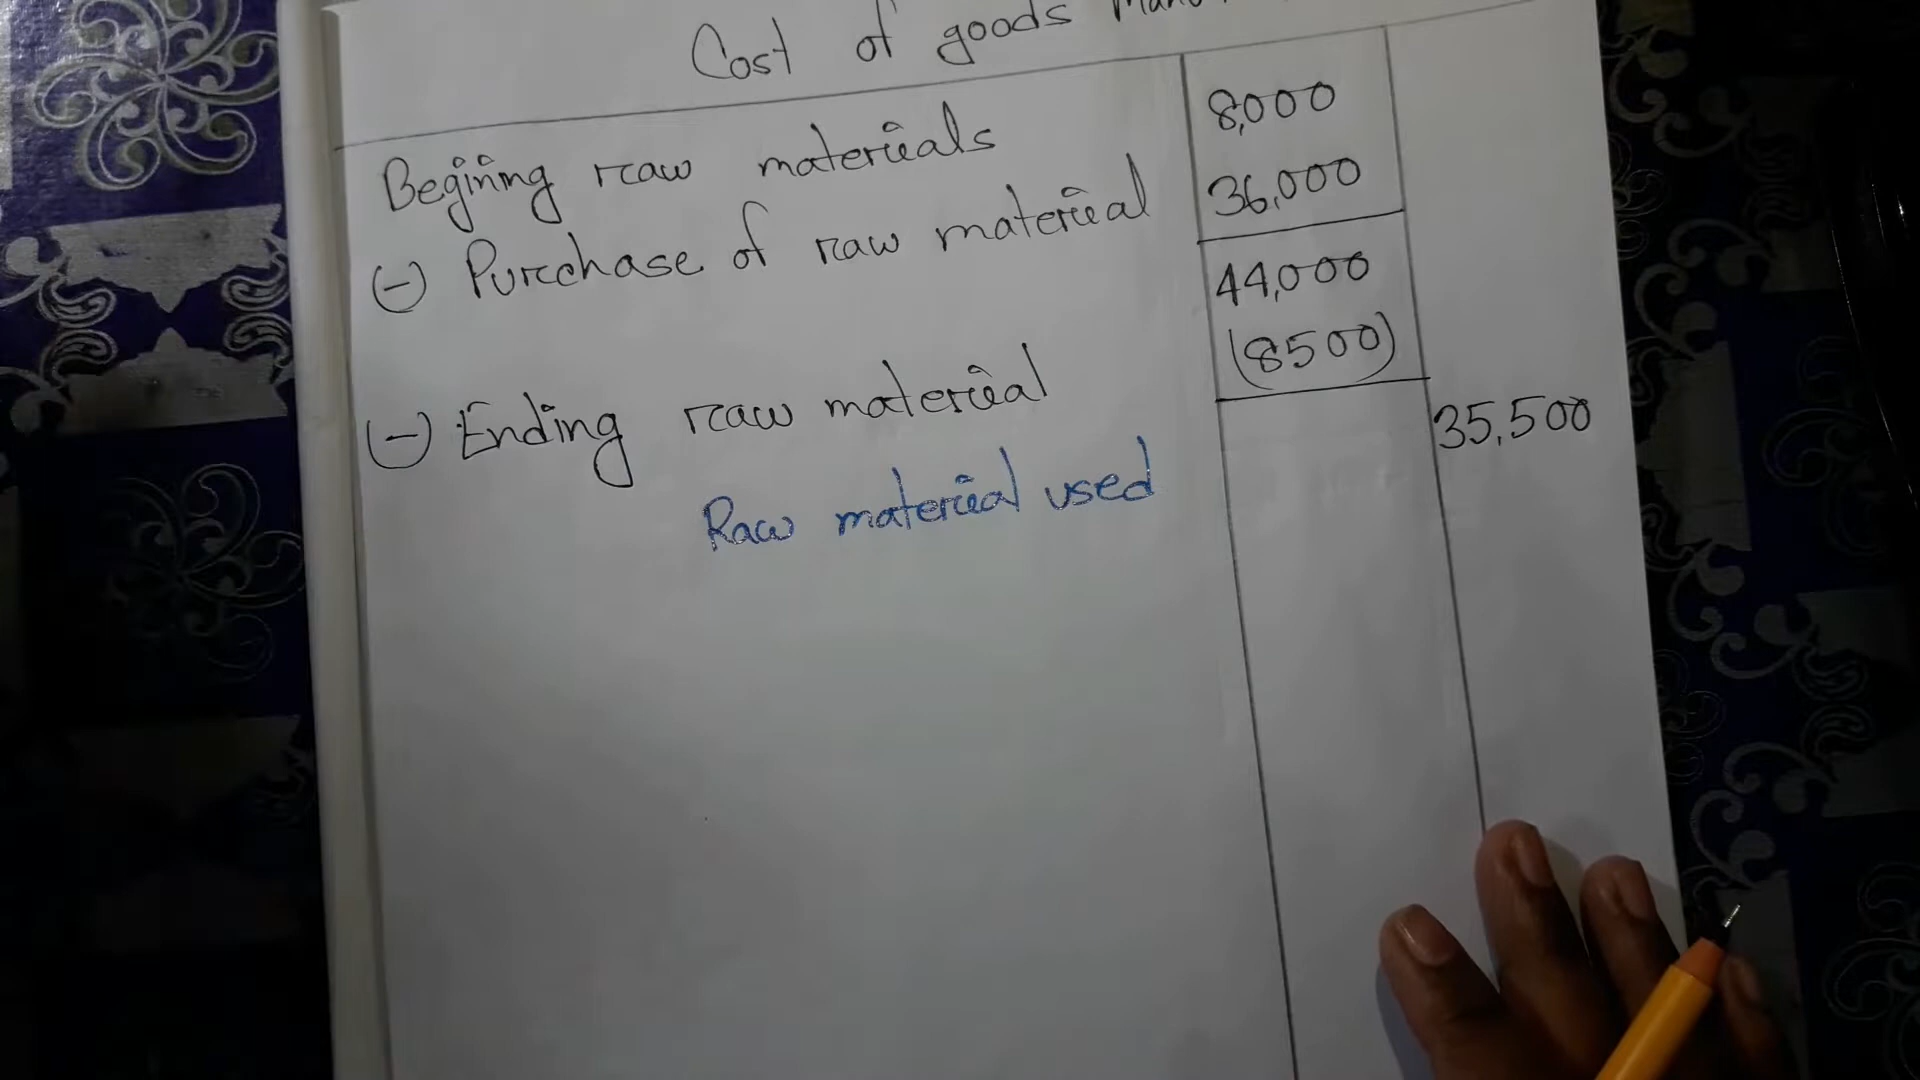 Cost of goods
Begining raw materials 8,000
(-) Purchase of raw material 36,000
44,000
(-) Ending raw material (8500)
35,500
Raw material used